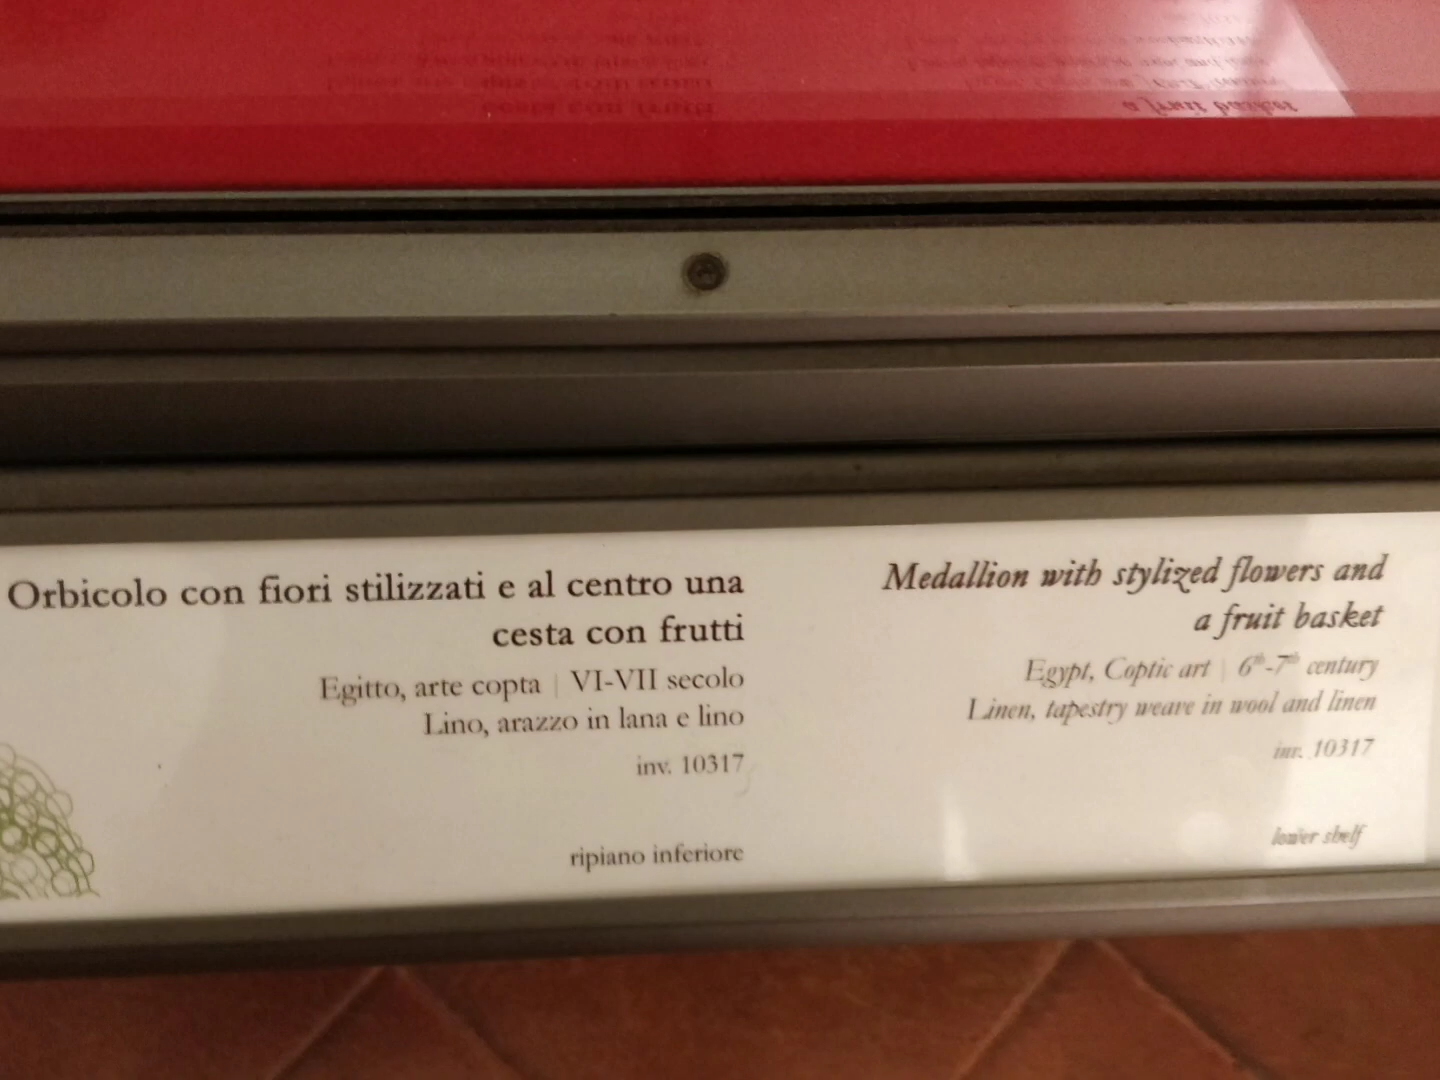 Orbicolo con fiori stilizzati e al centro una
cesta con frutti
Egitto, arte copta | VI-VII secolo
Lino, arazzo in lana e lino
inv. 10317
ripiano inferiore
Medallion with stylized flowers and
a fruit basket
Egypt, Coptic art | 6th-7th century
Linen, tapestry weave in wool and linen
inv. 10317
lower shelf